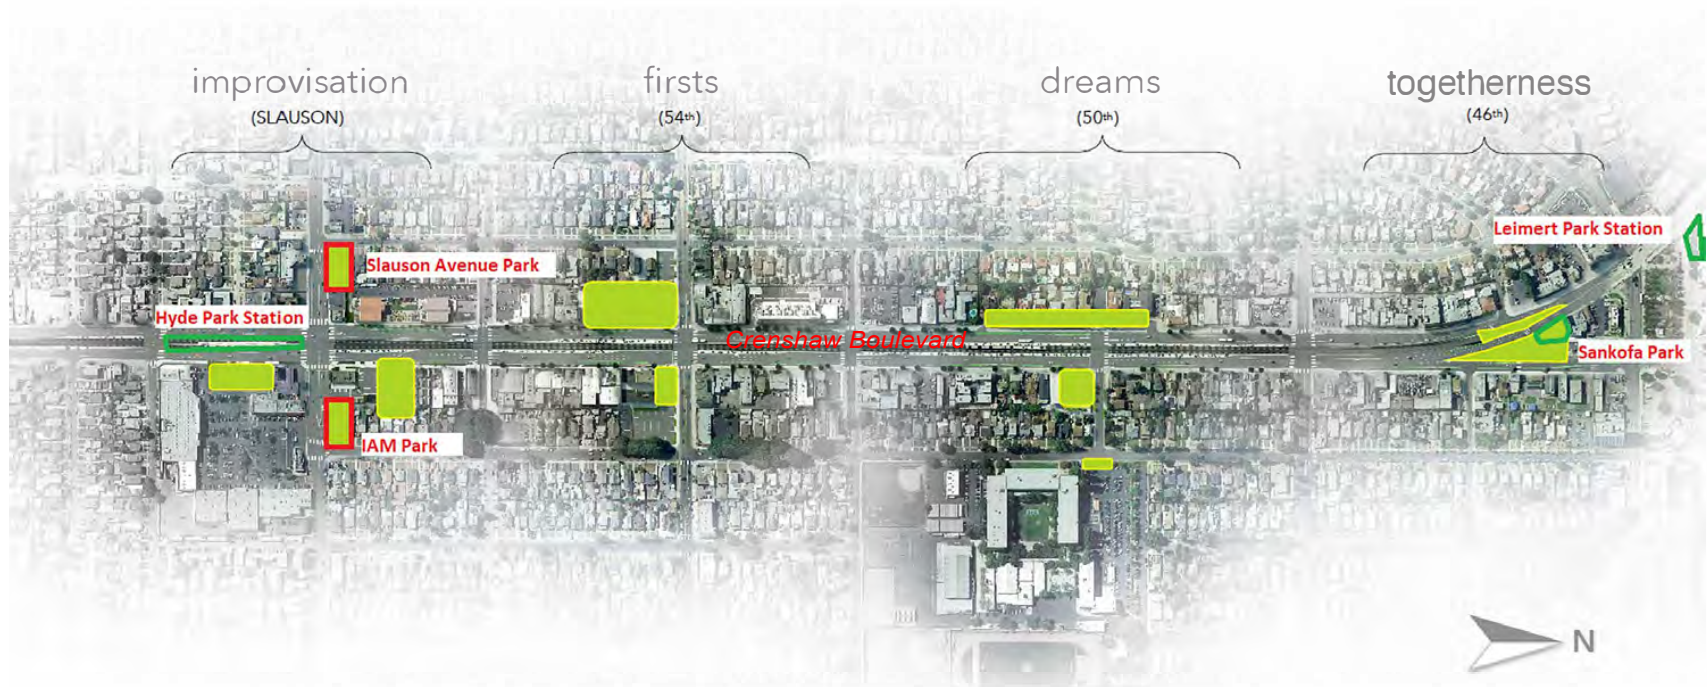 improvisation
(SLAUSON)
firsts
(54th)
dreams
(50th)
togetherness
(46th)
Leimert Park Station
Slauson Avenue Park
Hyde Park Station
Crenshaw Boulevard
Sankofa Park
IAM Park
N